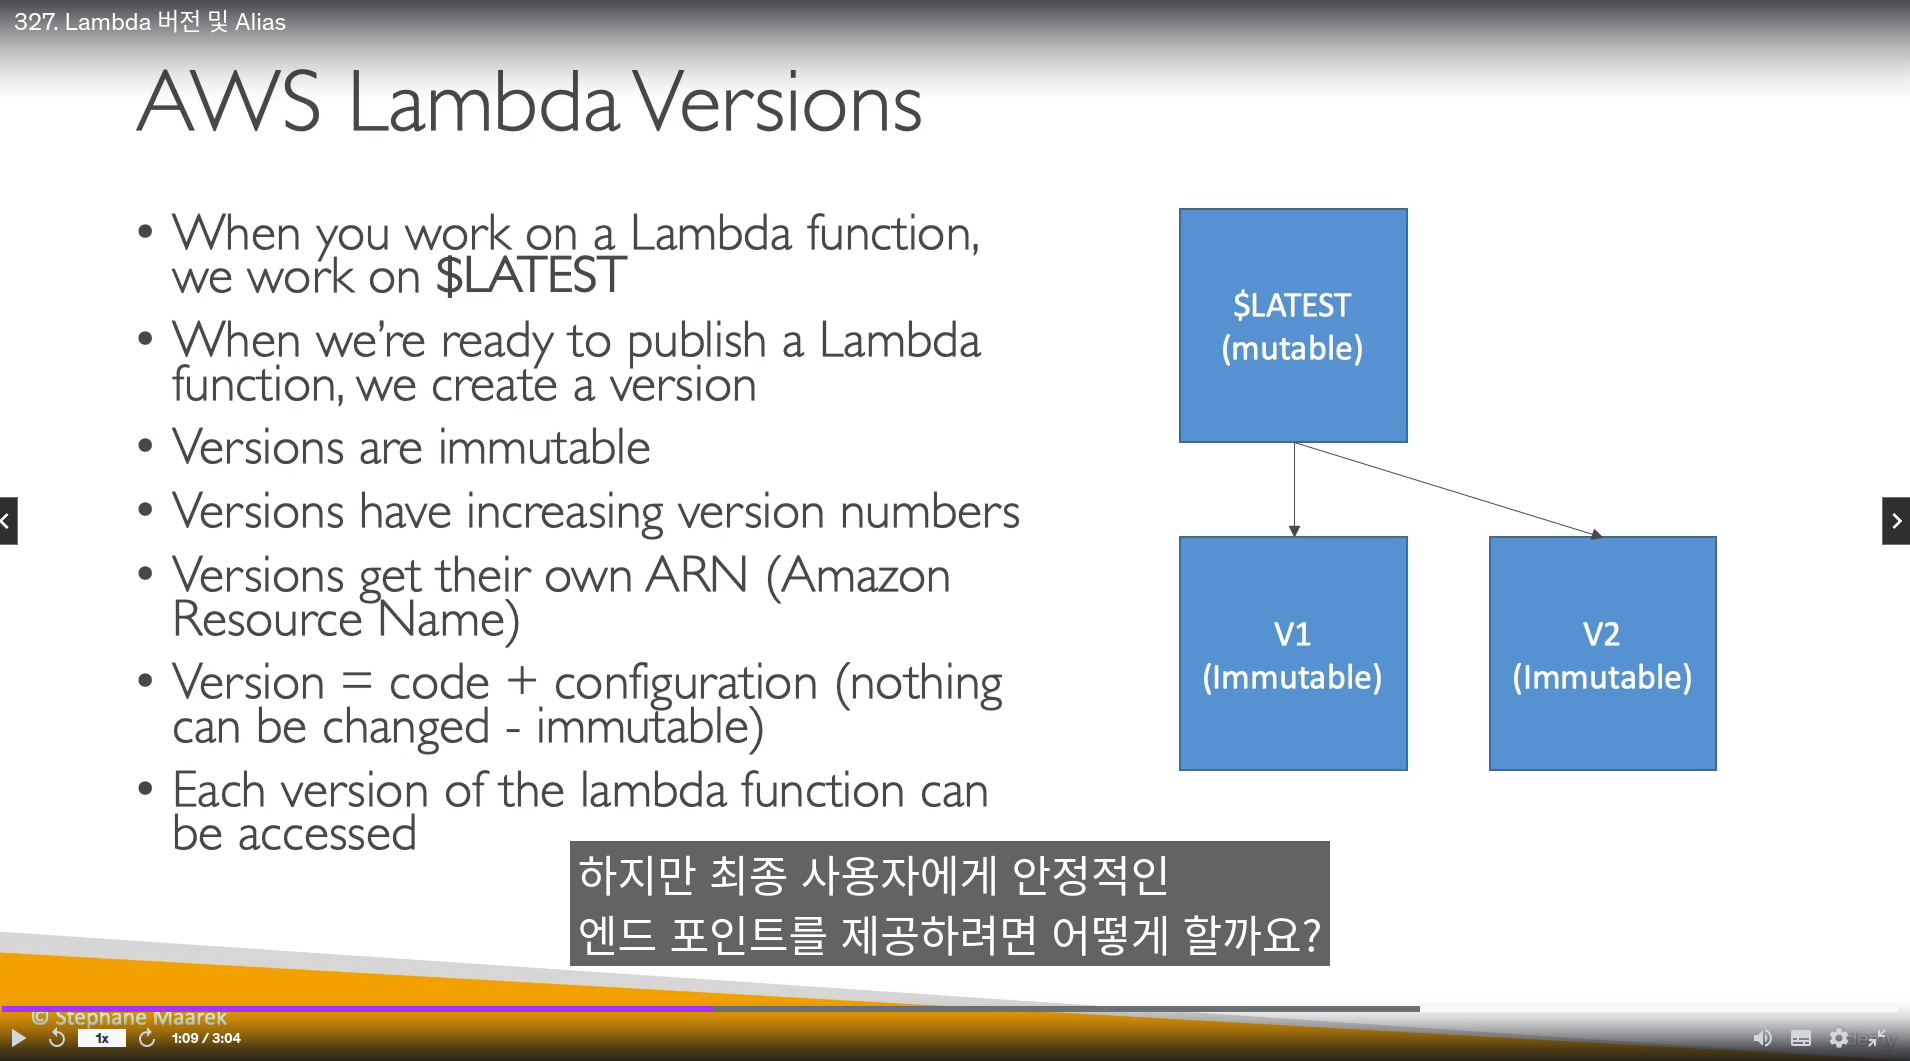 327. Lambda 버전 및 Alias
AWS Lambda Versions
• When you work on a Lambda function,
we work on $LATEST
• When we're ready to publish a Lambda
function, we create a version
• Versions are immutable
• Versions have increasing version numbers
• Versions get their own ARN (Amazon
Resource Name)
• Version = code + configuration (nothing
can be changed - immutable)
• Each version of the lambda function can
be accessed
$LATEST
(mutable)
V1
(Immutable)
V2
(Immutable)
하지만 최종 사용자에게 안정적인
엔드 포인트를 제공하려면 어떻게 할까요?
© Stephane Maarek
1x
1:09 / 3:04